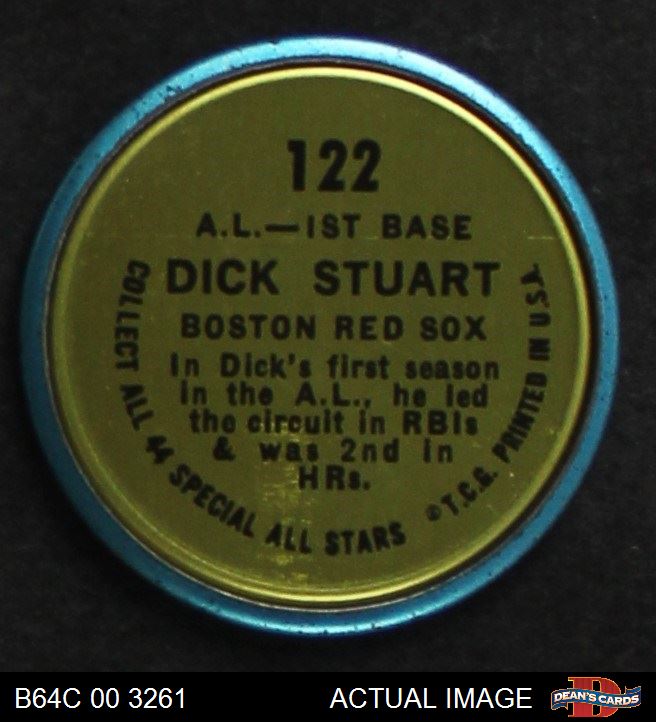 122
A.L.—1ST BASE
DICK STUART
BOSTON RED SOX
In Dick's first season
in the A.L., he led
the circuit in RBIs
& was 2nd in
HRs.
COLLECT ALL 44 SPECIAL ALL STARS
©T.C.G. PRINTED IN U.S.A.
B64C 00 3261
ACTUAL IMAGE
D
DEAN'S CARDS